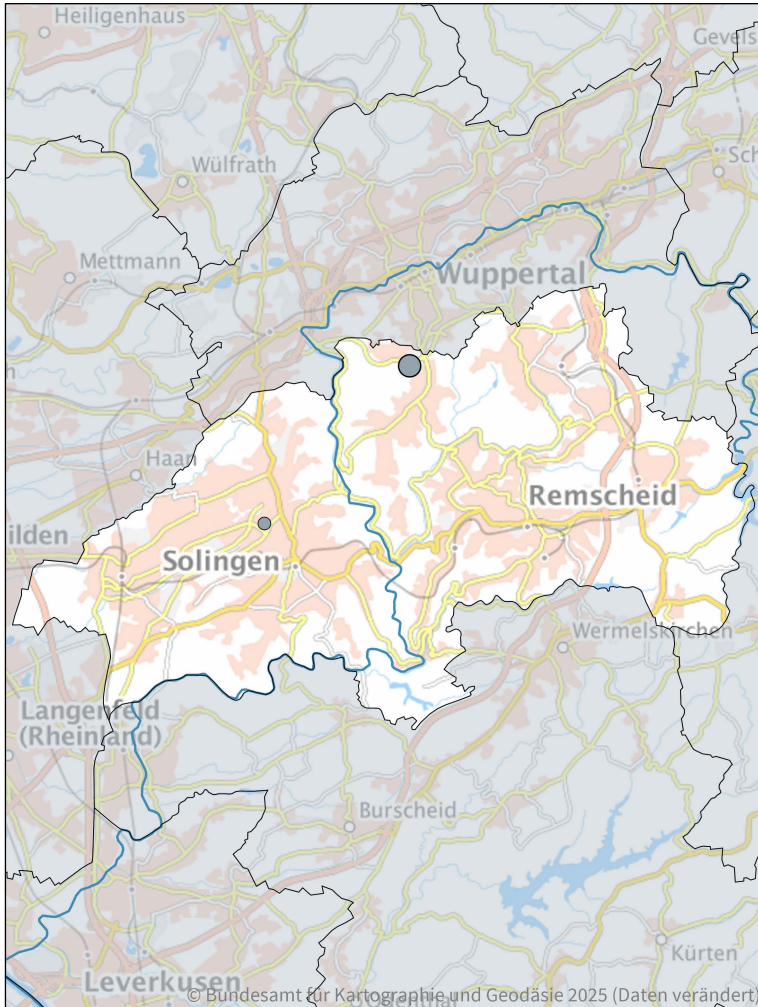 Heiligenhaus
Gevels
Wülfrath
Sch
Mettmann
Wuppertal
Haan
Remscheid
ilden
Solingen
Wermelskirchen
Langenfeld
(Rheinland)
Burscheid
Kürten
Leverkusen
© Bundesamt für Kartographie und Geodäsie 2025 (Daten verändert)